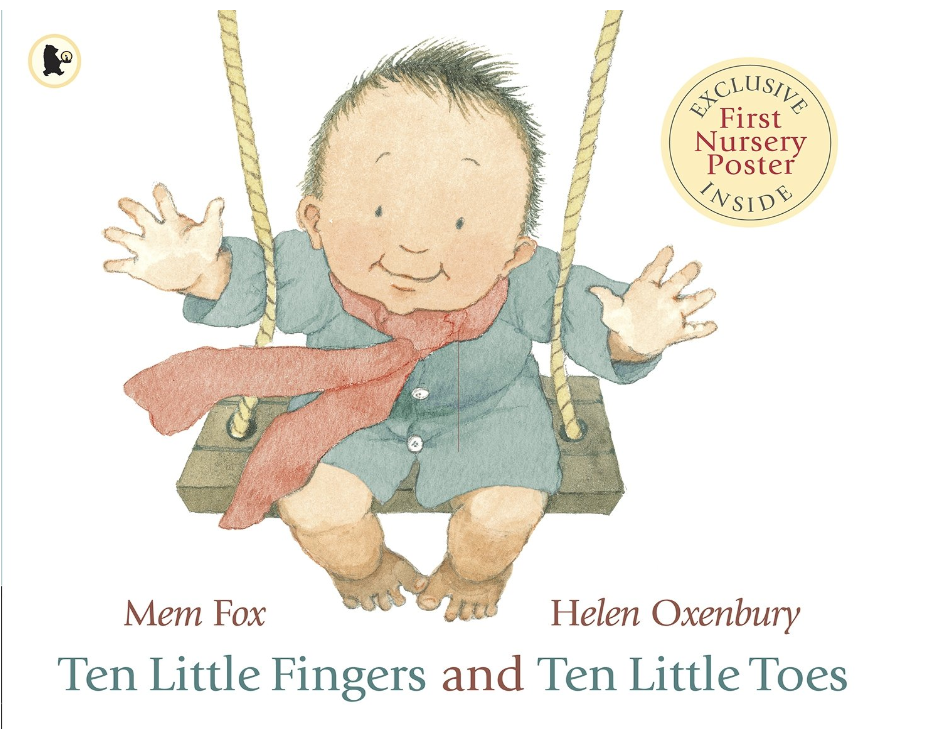 EXCLUSIVE
First
Nursery
Poster
INSIDE
Mem Fox
Helen Oxenbury
Ten Little Fingers and Ten Little Toes